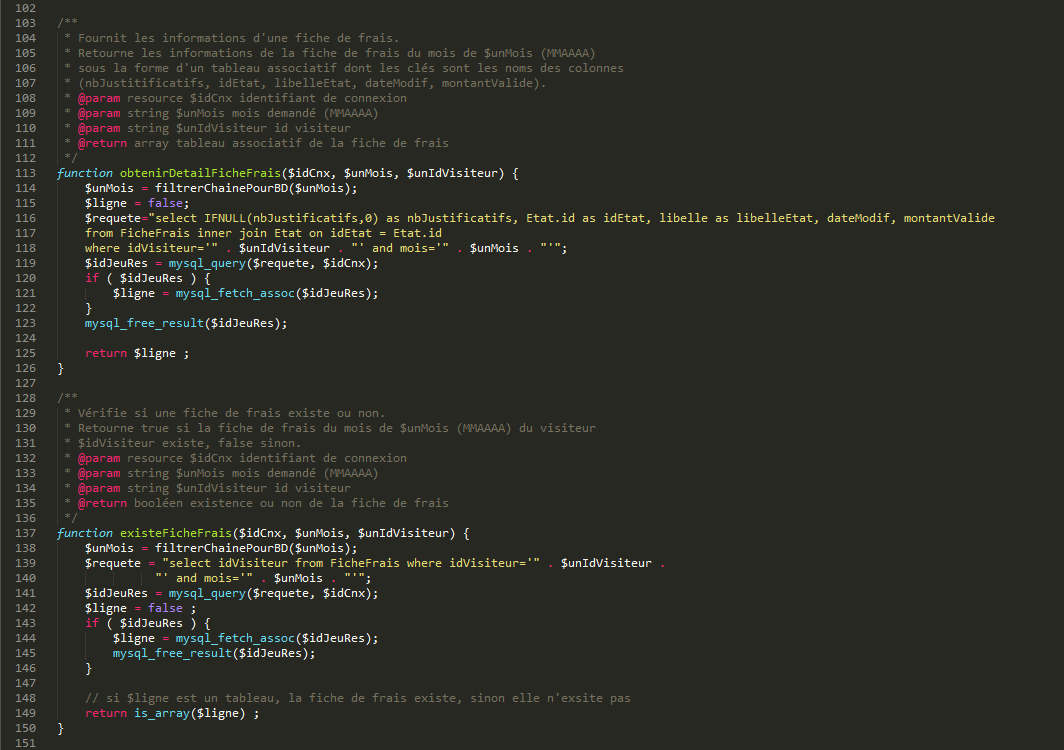 102
103 /**
104 * Fournit les informations d'une fiche de frais.
105 * Retourne les informations de la fiche de frais du mois de $unMois (MMAAAA)
106 * sous la forme d'un tableau associatif dont les clés sont les noms des colonnes
107 * (nbJustitificatifs, idEtat, libelleEtat, dateModif, montantValide).
108 * @param resource $idCnx identifiant de connexion
109 * @param string $unMois mois demandé (MMAAAA)
110 * @param string $unIdVisiteur id visiteur
111 * @return array tableau associatif de la fiche de frais
112 */
113 function obtenirDetailFicheFrais($idCnx, $unMois, $unIdVisiteur) {
114 $unMois = filtrerChainePourBD($unMois);
115 $ligne = false;
116 $requete="select IFNULL(nbJustificatifs,0) as nbJustificatifs, Etat.id as idEtat, libelle as libelleEtat, dateModif, montantValide
117 from FicheFrais inner join Etat on idEtat = Etat.id
118 where idVisiteur='" . $unIdVisiteur . "' and mois='" . $unMois . "'";
119 $idJeuRes = mysql_query($requete, $idCnx);
120 if ( $idJeuRes ) {
121 $ligne = mysql_fetch_assoc($idJeuRes);
122 }
123 mysql_free_result($idJeuRes);
124
125 return $ligne ;
126 }
127
128 /**
129 * Vérifie si une fiche de frais existe ou non.
130 * Retourne true si la fiche de frais du mois de $unMois (MMAAAA) du visiteur
131 * $idVisiteur existe, false sinon.
132 * @param resource $idCnx identifiant de connexion
133 * @param string $unMois mois demandé (MMAAAA)
134 * @param string $unIdVisiteur id visiteur
135 * @return booléen existence ou non de la fiche de frais
136 */
137 function existeFicheFrais($idCnx, $unMois, $unIdVisiteur) {
138 $unMois = filtrerChainePourBD($unMois);
139 $requete = "select idVisiteur from FicheFrais where idVisiteur='" . $unIdVisiteur .
140 "' and mois='" . $unMois . "'";
141 $idJeuRes = mysql_query($requete, $idCnx);
142 $ligne = false ;
143 if ( $idJeuRes ) {
144 $ligne = mysql_fetch_assoc($idJeuRes);
145 mysql_free_result($idJeuRes);
146 }
147
148 // si $ligne est un tableau, la fiche de frais existe, sinon elle n'exsite pas
149 return is_array($ligne) ;
150 }
151